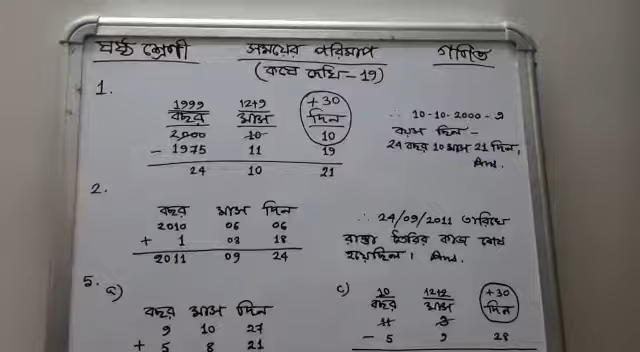 ষষ্ঠ শ্রেণী সময়ের পরিমাপ গণিত
(কষে দেখি-19)
1.
1999 12+9 +30
বছর মাস দিন
2000 10 10
- 1975 11 19
24 10 21
∴ 10-10-2000-এ
বয়স ছিল -
24 বছর 10 মাস 21 দিন।
Ans.
2.
বছর মাস দিন
2010 06 06
+ 1 03 18
2011 09 24
∴ 24/09/2011 তারিখে
রাস্তা তৈরির কাজ শেষ
হয়েছিল। Ans.
5. a)
বছর মাস দিন
9 10 27
+ 5 8 21
c)
10 12+2 +30
বছর মাস দিন
11 3
- 5 9 28